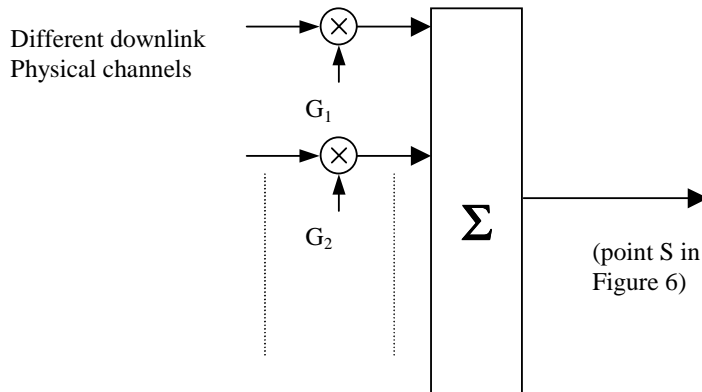 Different downlink
Physical channels
G₁
G₂
Σ
(point S in
Figure 6)